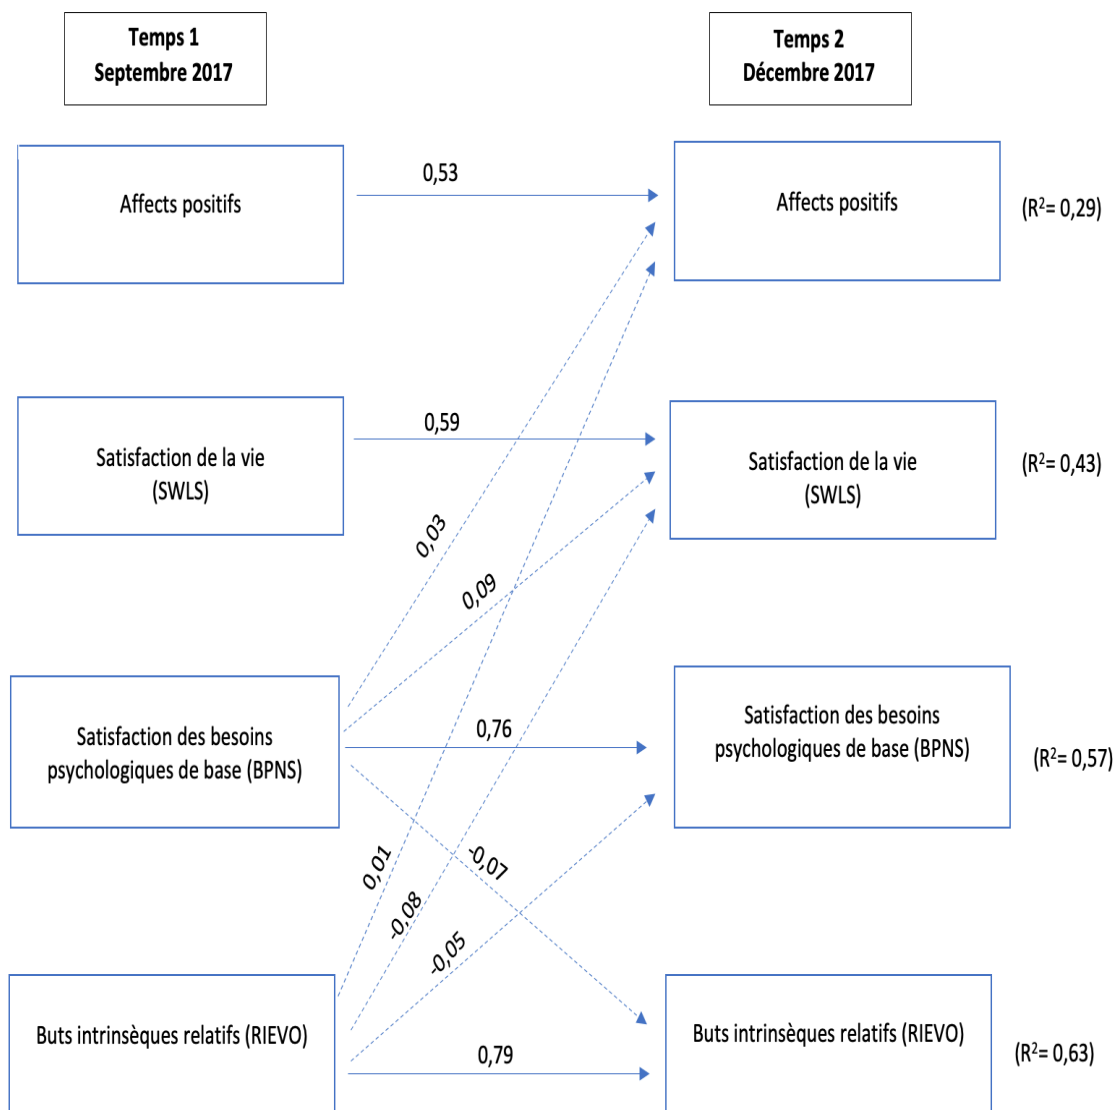 Temps 1
Septembre 2017
Temps 2
Décembre 2017
Affects positifs
0,53
Affects positifs
(R²= 0,29)
Satisfaction de la vie
(SWLS)
0,59
Satisfaction de la vie
(SWLS)
(R²= 0,43)
0,03
0,09
Satisfaction des besoins
psychologiques de base (BPNS)
0,76
Satisfaction des besoins
psychologiques de base (BPNS)
(R²= 0,57)
0,01
-0,08
-0,05
-0,07
Buts intrinsèques relatifs (RIEVO)
0,79
Buts intrinsèques relatifs (RIEVO)
(R²= 0,63)